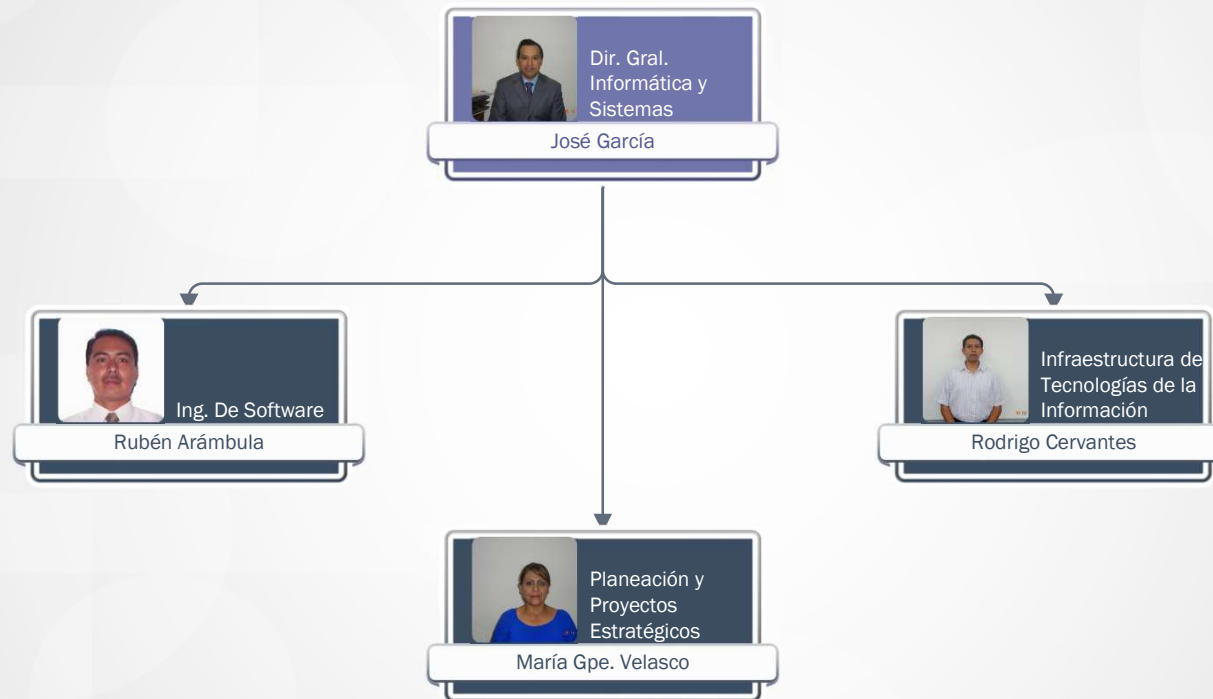 Dir. Gral.
Informática y
Sistemas
José García
Ing. De Software
Rubén Arámbula
Infraestructura de
Tecnologías de la
Información
Rodrigo Cervantes
Planeación y
Proyectos
Estratégicos
María Gpe. Velasco